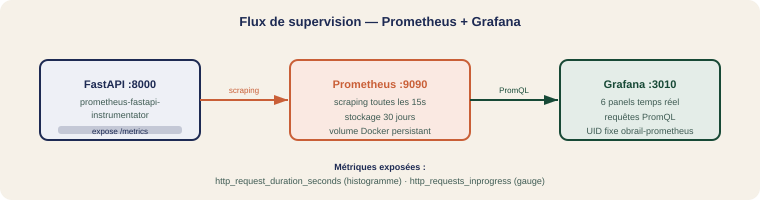 Flux de supervision — Prometheus + Grafana
FastAPI :8000
prometheus-fastapi-
instrumentator
expose /metrics
scraping
Prometheus :9090
scraping toutes les 15s
stockage 30 jours
volume Docker persistant
PromQL
Grafana :3010
6 panels temps réel
requêtes PromQL
UID fixe obrail-prometheus
Métriques exposées :
http_request_duration_seconds (histogramme) · http_requests_inprogress (gauge)